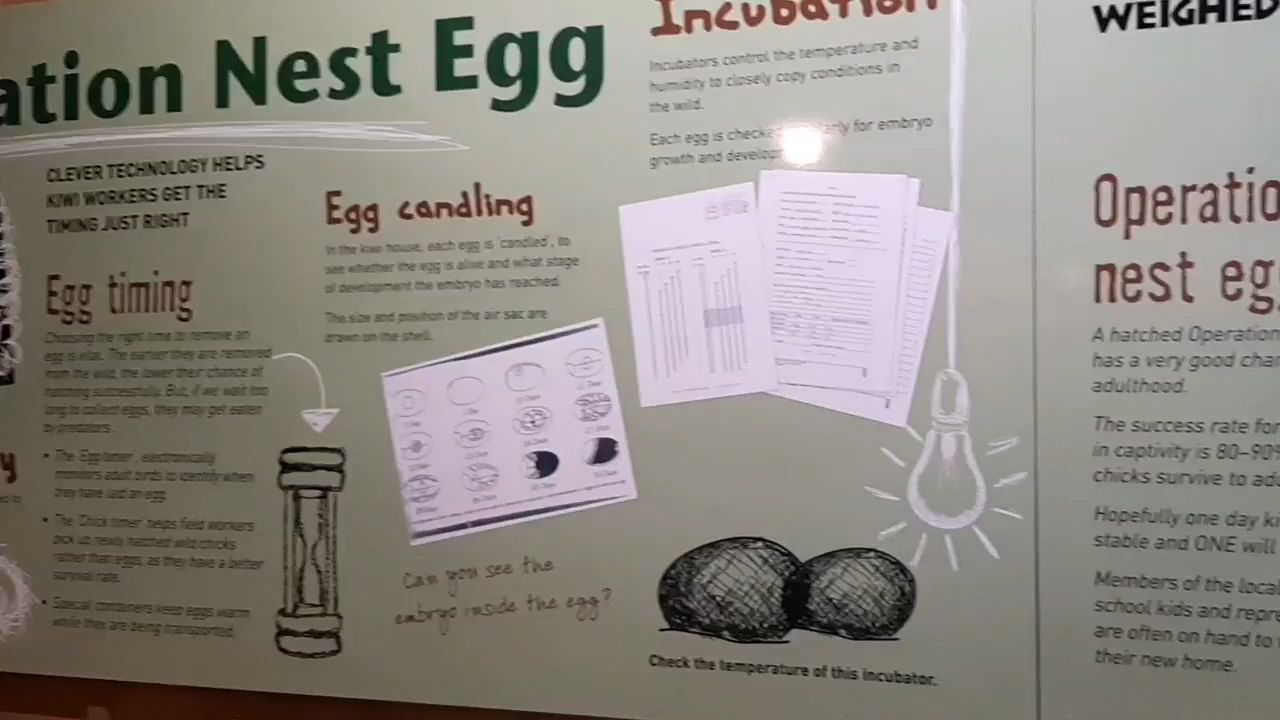 ation Nest Egg
CLEVER TECHNOLOGY HELPS
KIWI WORKERS GET THE
TIMING JUST RIGHT
Egg timing
Choosing the right time to remove an
egg is vital. The earlier they are removed
from the wild, the lower their chance of
hatching successfully. But, if we wait too
long to collect eggs, they may get eaten
by predators.
• The 'Egg timer', electronically
monitors adult birds to identify when
they have laid an egg.
• The 'Chick timer' helps field workers
pick up newly hatched wild chicks
rather than eggs, as they have a better
survival rate.
• Special containers keep eggs warm
while they are being transported.
Egg candling
In the kiwi house, each egg is 'candled', to
see whether the egg is alive and what stage
of development the embryo has reached.
The size and position of the air sac are
drawn on the shell.
Can you see the
embryo inside the egg?
Incubation
Incubators control the temperature and
humidity to closely copy conditions in
the wild.
Each egg is checked for embryo
growth and develop
Check the temperature of this incubator.
WEIGHED
Operatio
nest eg
A hatched Operation
has a very good chan
adulthood.
The success rate for
in captivity is 80–90%
chicks survive to adu
Hopefully one day ki
stable and ONE will
Members of the local
school kids and repre
are often on hand to
their new home.